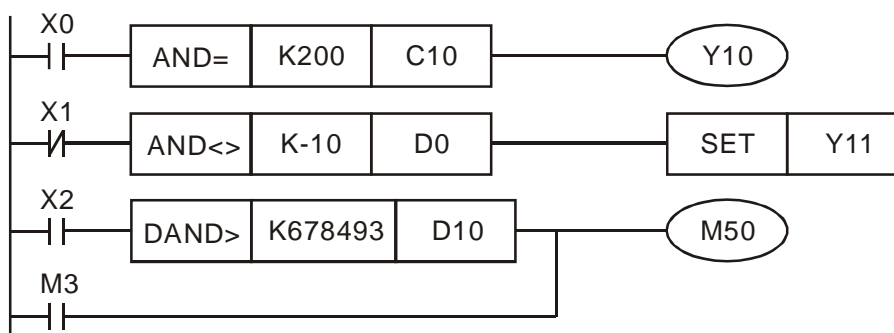 X0
AND= K200 C10 Y10
X1
AND<> K-10 D0 SET Y11
X2
DAND> K678493 D10 M50
M3